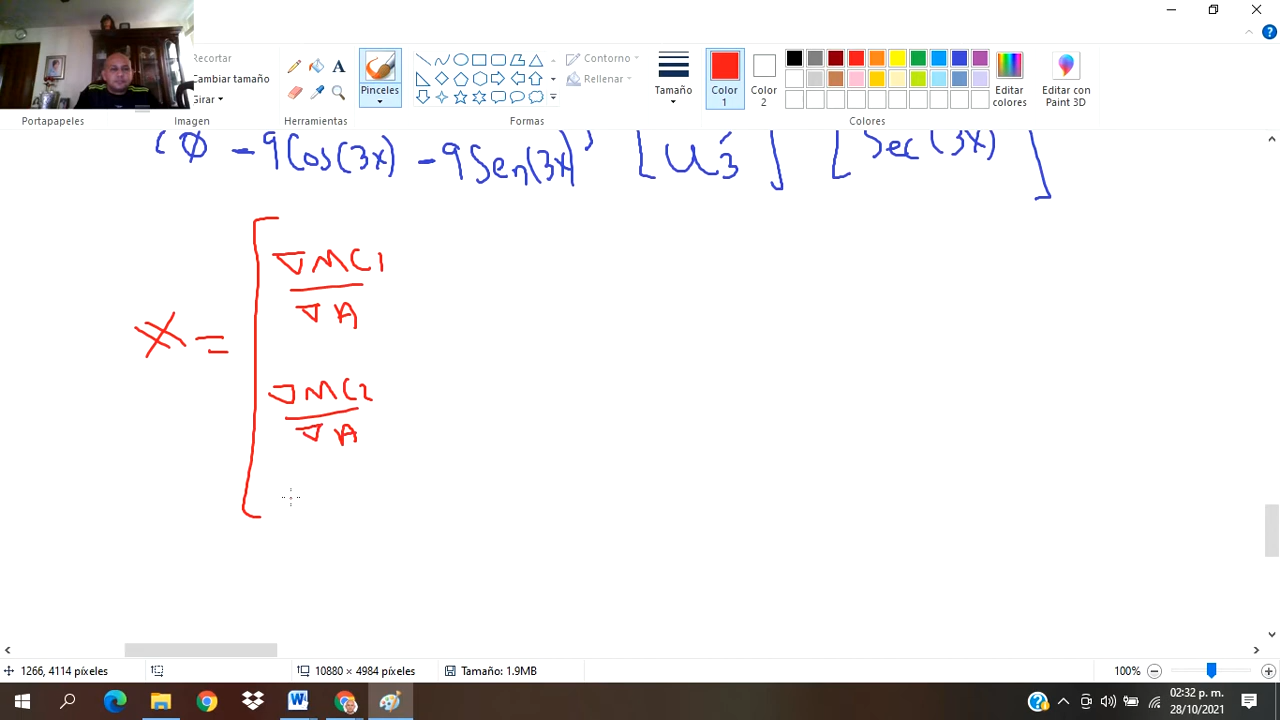 Recortar
Cambiar tamaño
Girar
Pinceles
Contorno
Rellenar
Tamaño
Color 1
Color 2
Editar colores
Editar con Paint 3D
Portapapeles
Imagen
Herramientas
Formas
Colores
(0 -9Cos(3x) -9Sen(3x)) [U´3] [Sec(3x)]
∇MC1
∇A
X =
∇MC2
∇A
1266, 4114 píxeles
10880 × 4984 píxeles
Tamaño: 1.9MB
100%
02:32 p. m.
28/10/2021